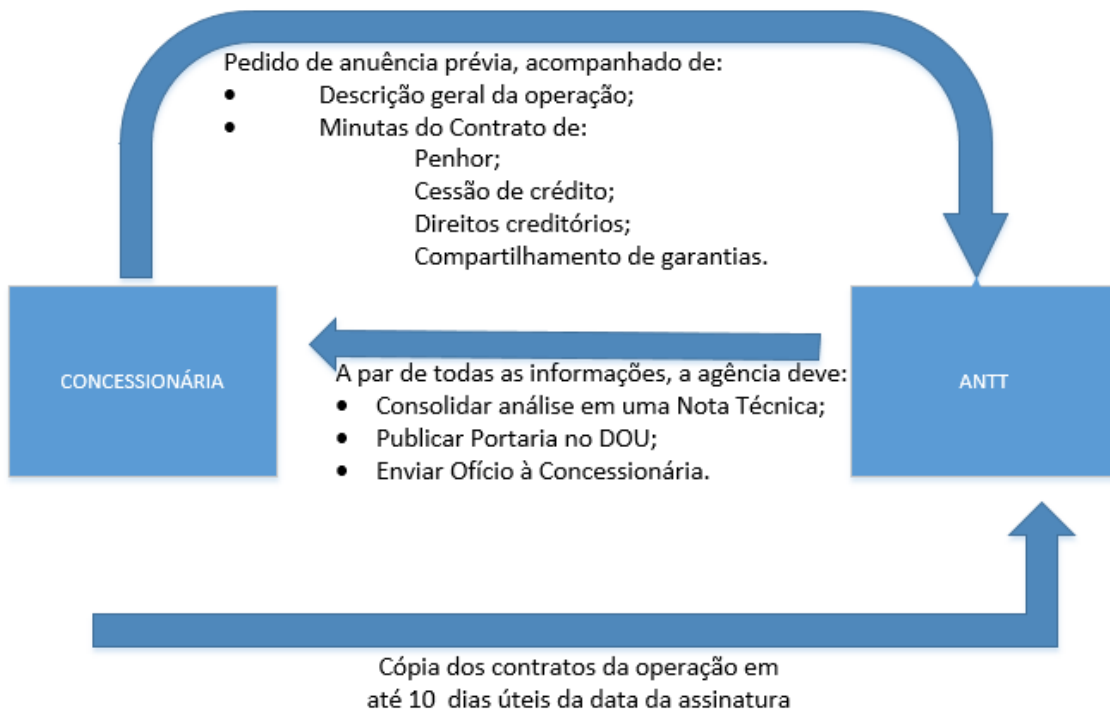 Pedido de anuência prévia, acompanhado de:
• Descrição geral da operação;
• Minutas do Contrato de:
Penhor;
Cessão de crédito;
Direitos creditórios;
Compartilhamento de garantias.
CONCESSIONÁRIA
ANTT
A par de todas as informações, a agência deve:
• Consolidar análise em uma Nota Técnica;
• Publicar Portaria no DOU;
• Enviar Ofício à Concessionária.
Cópia dos contratos da operação em
até 10 dias úteis da data da assinatura